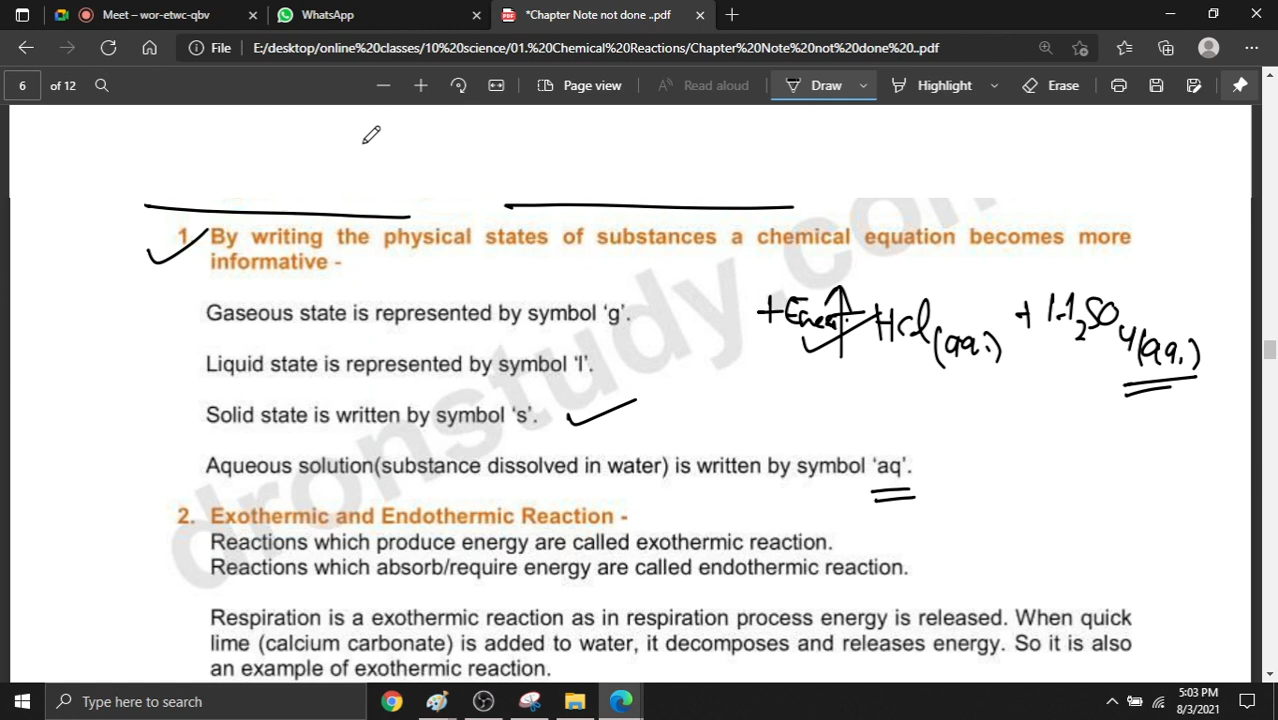 Meet – wor-etwc-qbv
WhatsApp
*Chapter Note not done ..pdf
File
E:/desktop/online%20classes/10%20science/01.%20Chemical%20Reactions/Chapter%20Note%20not%20done%20..pdf
6 of 12
Page view
Read aloud
Draw
Highlight
Erase
1. By writing the physical states of substances a chemical equation becomes more
informative -
Gaseous state is represented by symbol ‘g’.
+ HCl(aq.) + H2SO4(aq.)
Liquid state is represented by symbol ‘l’.
Solid state is written by symbol ‘s’.
Aqueous solution(substance dissolved in water) is written by symbol ‘aq’.
2. Exothermic and Endothermic Reaction -
Reactions which produce energy are called exothermic reaction.
Reactions which absorb/require energy are called endothermic reaction.
Respiration is a exothermic reaction as in respiration process energy is released. When quick
lime (calcium carbonate) is added to water, it decomposes and releases energy. So it is also
an example of exothermic reaction.
dronstudy.com
Type here to search
5:03 PM
8/3/2021